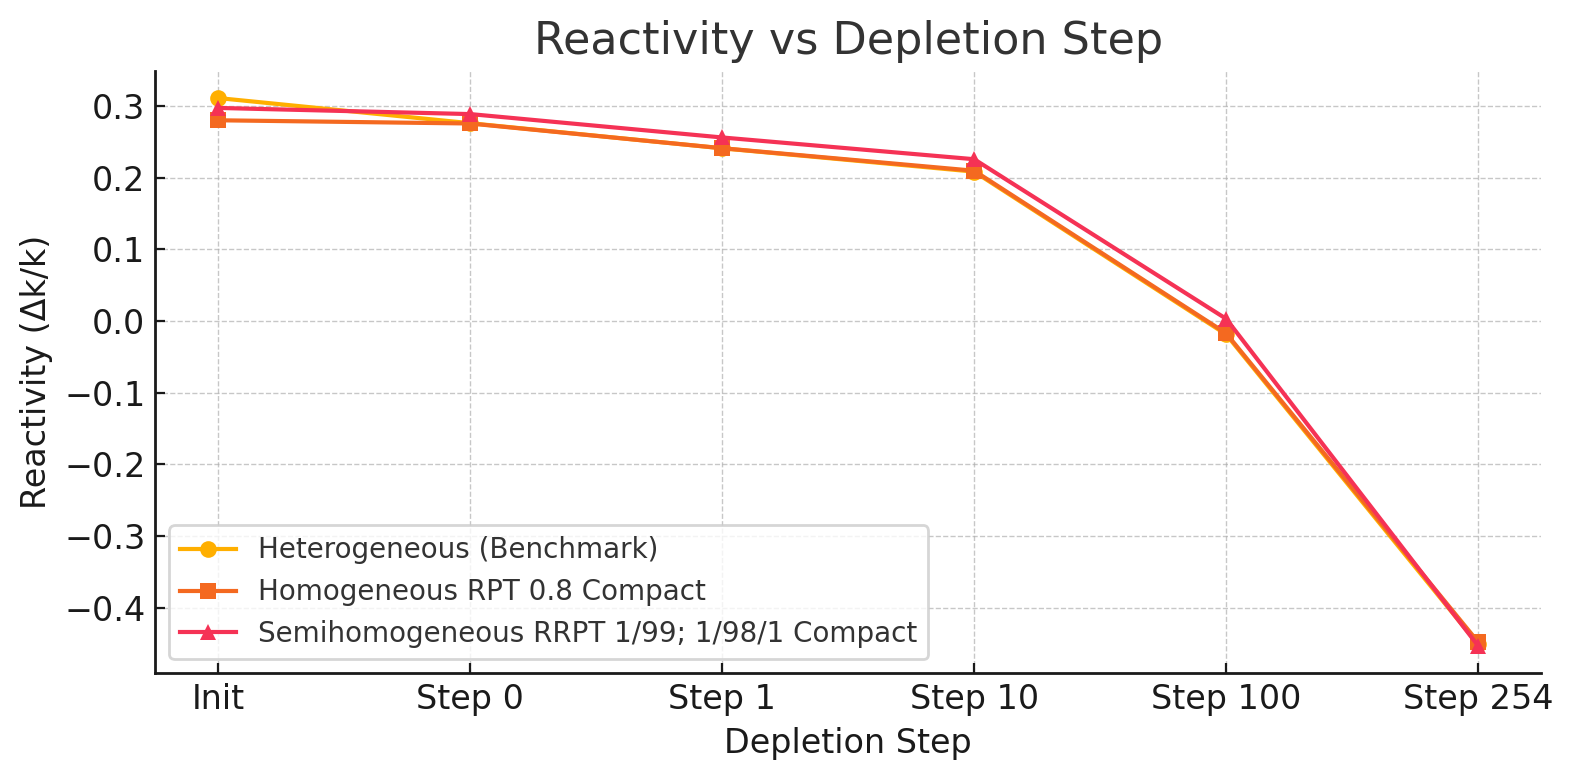 Reactivity vs Depletion Step
Reactivity (Δk/k)
0.3
0.2
0.1
0.0
−0.1
−0.2
−0.3
−0.4
Heterogeneous (Benchmark)
Homogeneous RPT 0.8 Compact
Semihomogeneous RRPT 1/99; 1/98/1 Compact
Init Step 0 Step 1 Step 10 Step 100 Step 254
Depletion Step